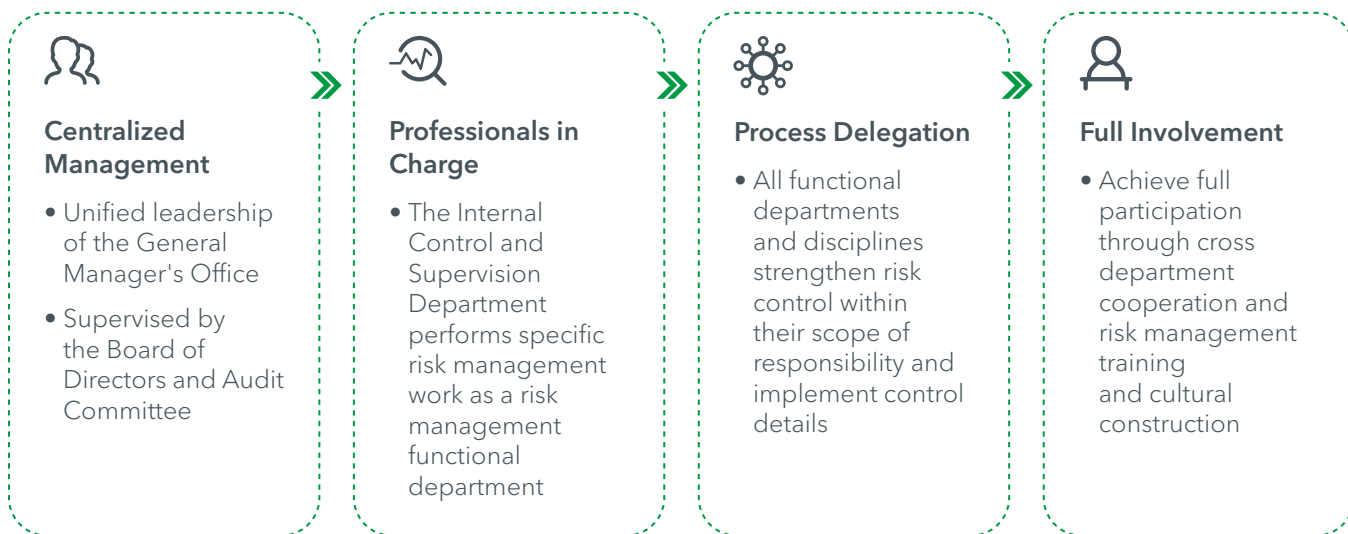 Centralized
Management
• Unified leadership
of the General
Manager's Office
• Supervised by
the Board of
Directors and Audit
Committee
Professionals in
Charge
• The Internal
Control and
Supervision
Department
performs specific
risk management
work as a risk
management
functional
department
Process Delegation
• All functional
departments
and disciplines
strengthen risk
control within
their scope of
responsibility and
implement control
details
Full Involvement
• Achieve full
participation
through cross
department
cooperation and
risk management
training
and cultural
construction